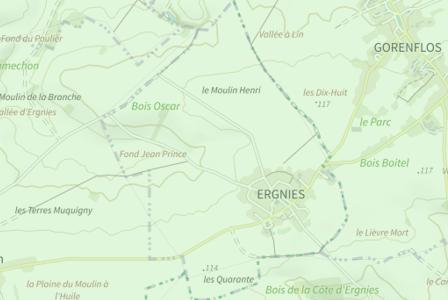 Fond du Poulier
Vallée à Lin
GORENFLOS
amechon
Moulin de la Branche
allée d'Ergnies
Bois Oscar
le Moulin Henri
les Dix-Huit
117
le Parc
Fond Jean Prince
Bois Boitel
117
ERGNIES
les Terres Muquigny
le Lièvre Mort
n
114
les Quarante
la Plaine du Moulin à
l'Huile
Bois de la Côte d'Ergnies